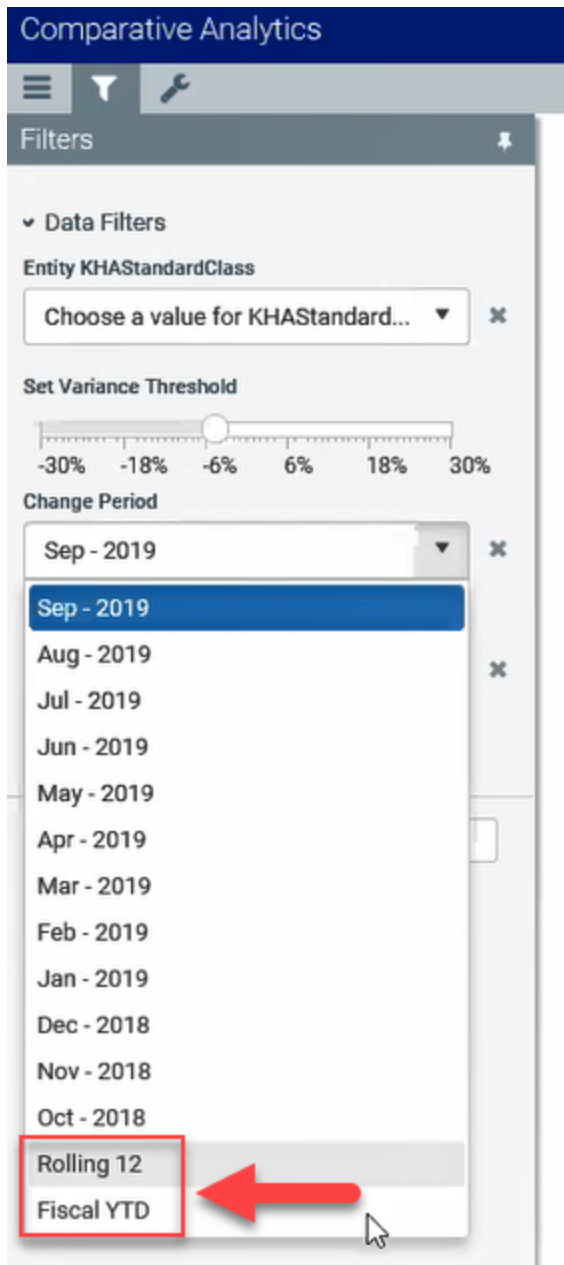 Comparative Analytics
Filters
Data Filters
Entity KHAStandardClass
Choose a value for KHAStandard...
Set Variance Threshold
-30% -18% -6% 6% 18% 30%
Change Period
Sep - 2019
Sep - 2019
Aug - 2019
Jul - 2019
Jun - 2019
May - 2019
Apr - 2019
Mar - 2019
Feb - 2019
Jan - 2019
Dec - 2018
Nov - 2018
Oct - 2018
Rolling 12
Fiscal YTD